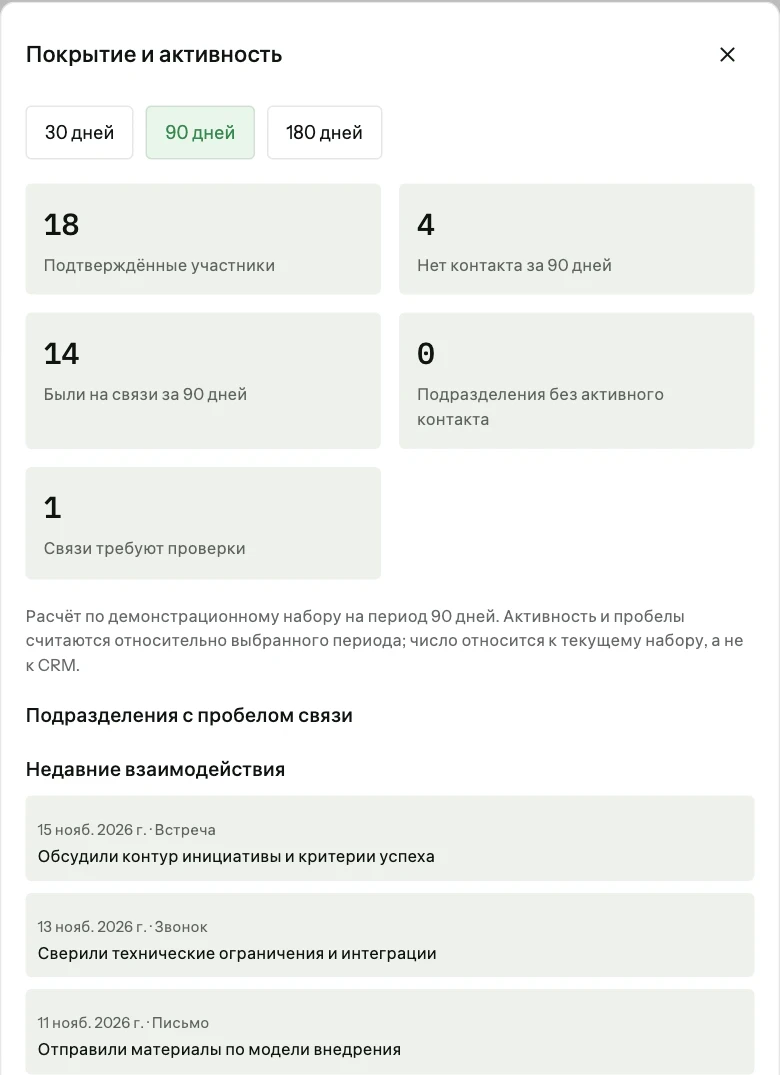 Покрытие и активность
30 дней
90 дней
180 дней
18
Подтверждённые участники
4
Нет контакта за 90 дней
14
Были на связи за 90 дней
0
Подразделения без активного
контакта
1
Связи требуют проверки
Расчёт по демонстрационному набору на период 90 дней. Активность и пробелы
считаются относительно выбранного периода; число относится к текущему набору, а не
к CRM.
Подразделения с пробелом связи
Недавние взаимодействия
15 нояб. 2026 г. · Встреча
Обсудили контур инициативы и критерии успеха
13 нояб. 2026 г. · Звонок
Сверили технические ограничения и интеграции
11 нояб. 2026 г. · Письмо
Отправили материалы по модели внедрения